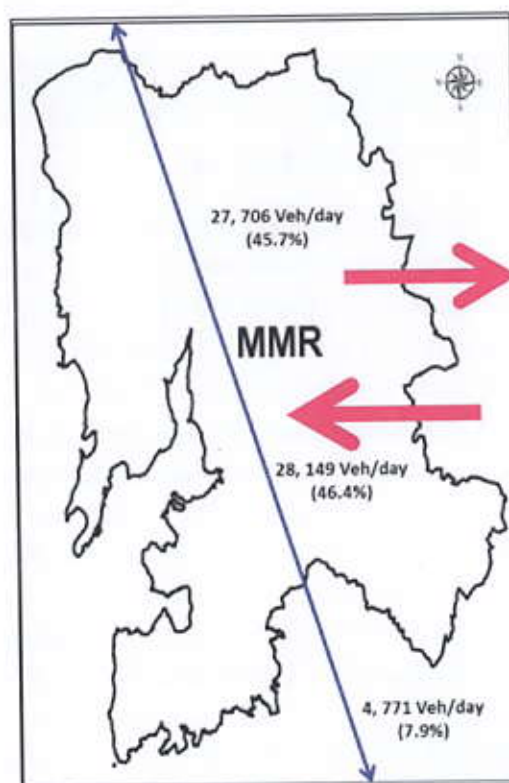 27, 706 Veh/day
(45.7%)
MMR
28, 149 Veh/day
(46.4%)
4, 771 Veh/day
(7.9%)